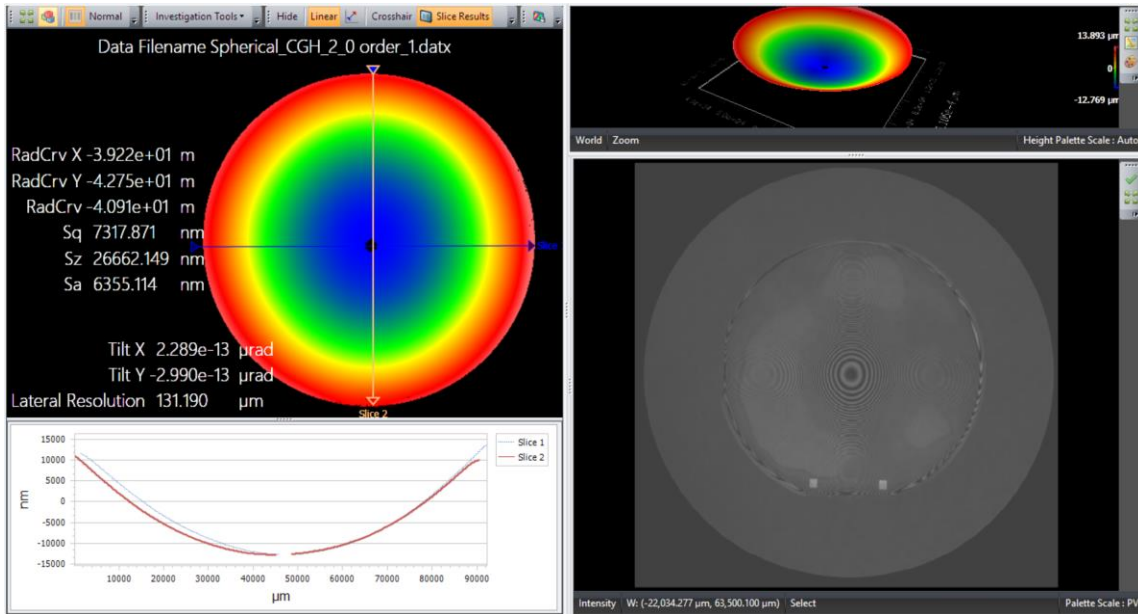 Normal Investigation Tools Hide Linear Crosshair Slice Results
Data Filename Spherical_CGH_2_0 order_1.datx
RadCrv X -3.922e+01 m
RadCrv Y -4.275e+01 m
RadCrv -4.091e+01 m
Sq 7317.871 nm
Sz 26662.149 nm
Sa 6355.114 nm
Slice
Tilt X 2.289e-13 µrad
Tilt Y -2.990e-13 µrad
Lateral Resolution 131.190 µm
Slice 2
15000
10000
5000
0
-5000
-10000
-15000
nm
10000 20000 30000 40000 50000 60000 70000 80000 90000
µm
Slice 1
Slice 2
13.893 µm
0
-12.769 µm
World Zoom Height Palette Scale : Auto
Intensity W: (-22,034.277 µm, 63,500.100 µm) Select Palette Scale : PV